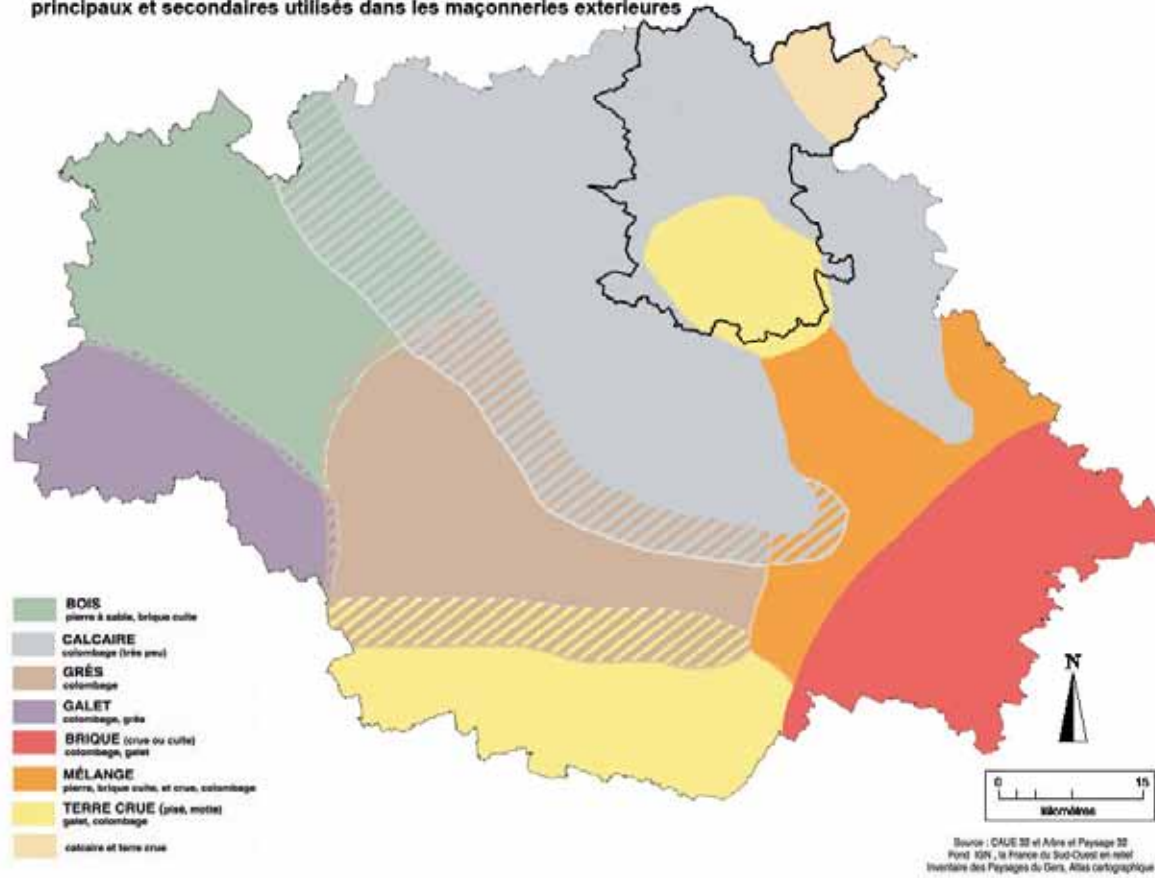 principaux et secondaires utilisés dans les maçonneries exterieures
BOIS
pierre à sable, brique cuite
CALCAIRE
colombage (très peu)
GRÈS
colombage
GALET
colombage, grès
BRIQUE (crue ou cuite)
colombage, galet
MÉLANGE
pierre, brique cuite, et crue, colombage
TERRE CRUE (pisé, motte)
galet, colombage
calcaire et terre crue
N
0 15
kilomètres
Source : CAUE 32 et Arbre et Paysage 32
Fond IGN, la France du Sud-Ouest en relief
Inventaire des Paysages du Gers, Atlas cartographique